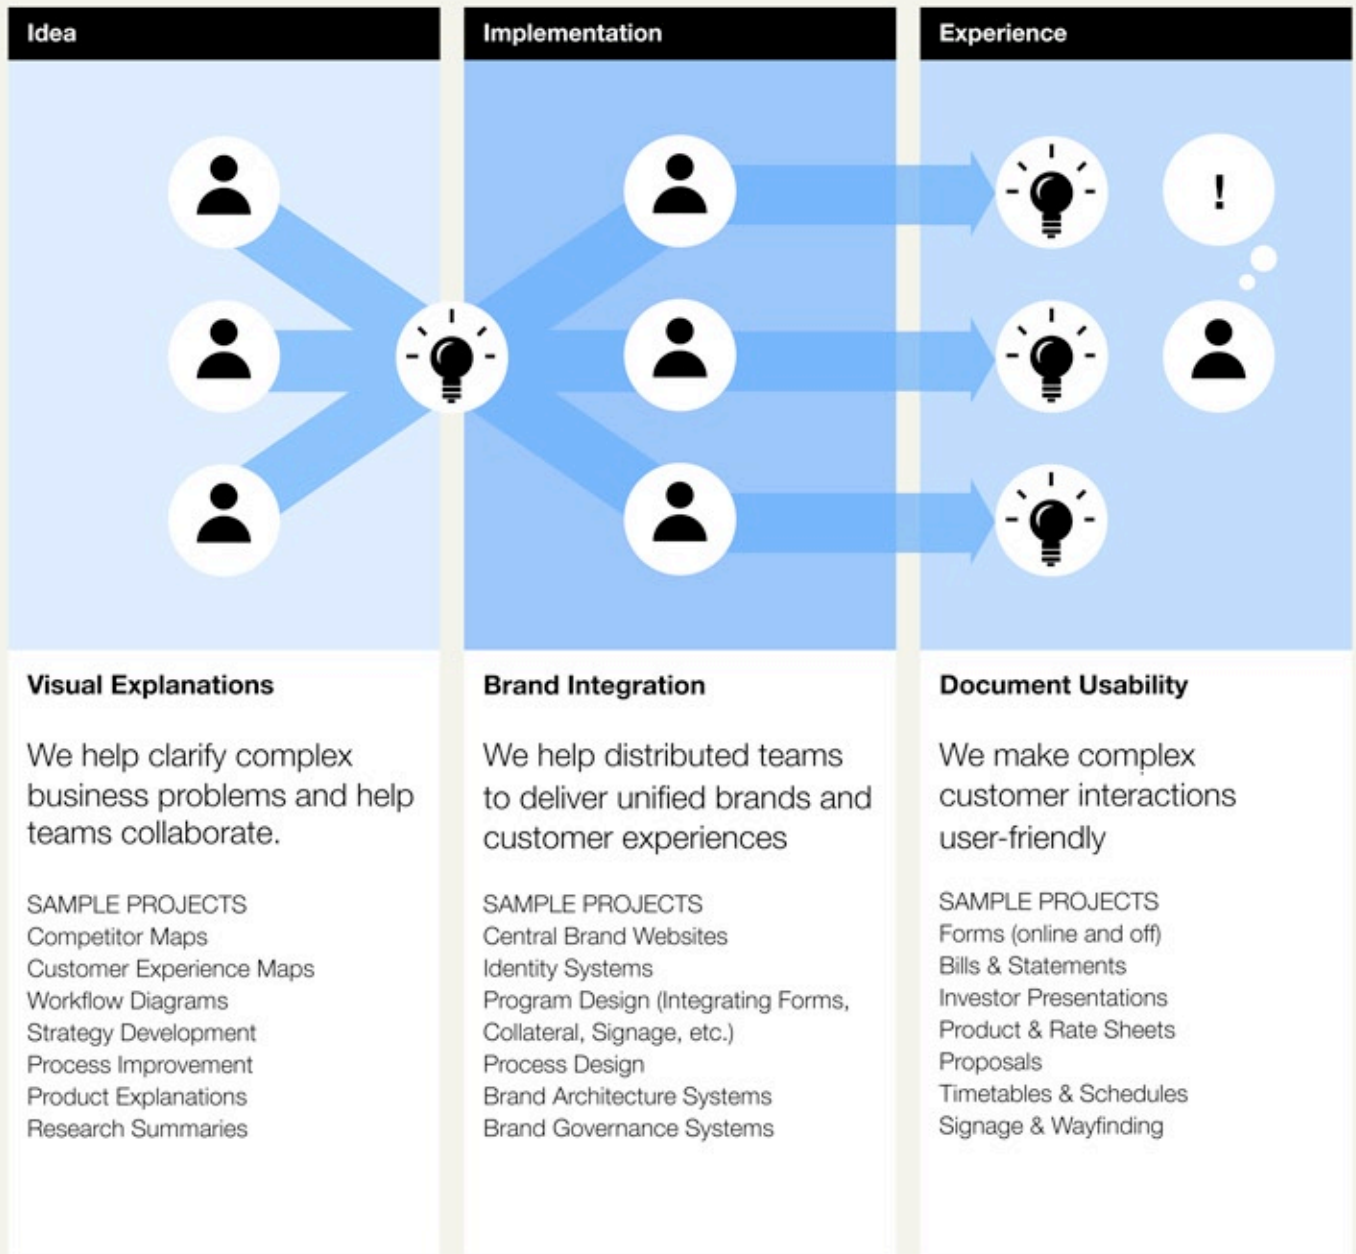 Idea
Implementation
Experience
!
Visual Explanations
We help clarify complex
business problems and help
teams collaborate.
SAMPLE PROJECTS
Competitor Maps
Customer Experience Maps
Workflow Diagrams
Strategy Development
Process Improvement
Product Explanations
Research Summaries
Brand Integration
We help distributed teams
to deliver unified brands and
customer experiences
SAMPLE PROJECTS
Central Brand Websites
Identity Systems
Program Design (Integrating Forms,
Collateral, Signage, etc.)
Process Design
Brand Architecture Systems
Brand Governance Systems
Document Usability
We make complex
customer interactions
user-friendly
SAMPLE PROJECTS
Forms (online and off)
Bills & Statements
Investor Presentations
Product & Rate Sheets
Proposals
Timetables & Schedules
Signage & Wayfinding